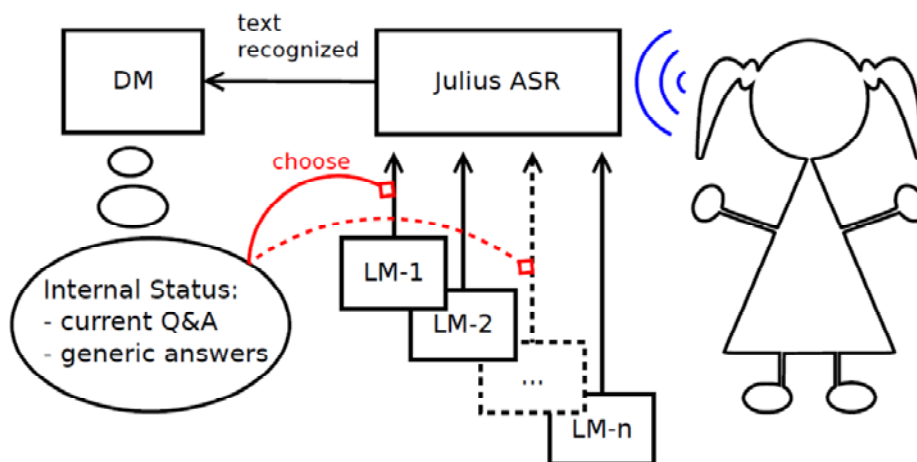 text
recognized
DM
Julius ASR
choose
LM-1
LM-2
...
LM-n
Internal Status:
- current Q&A
- generic answers